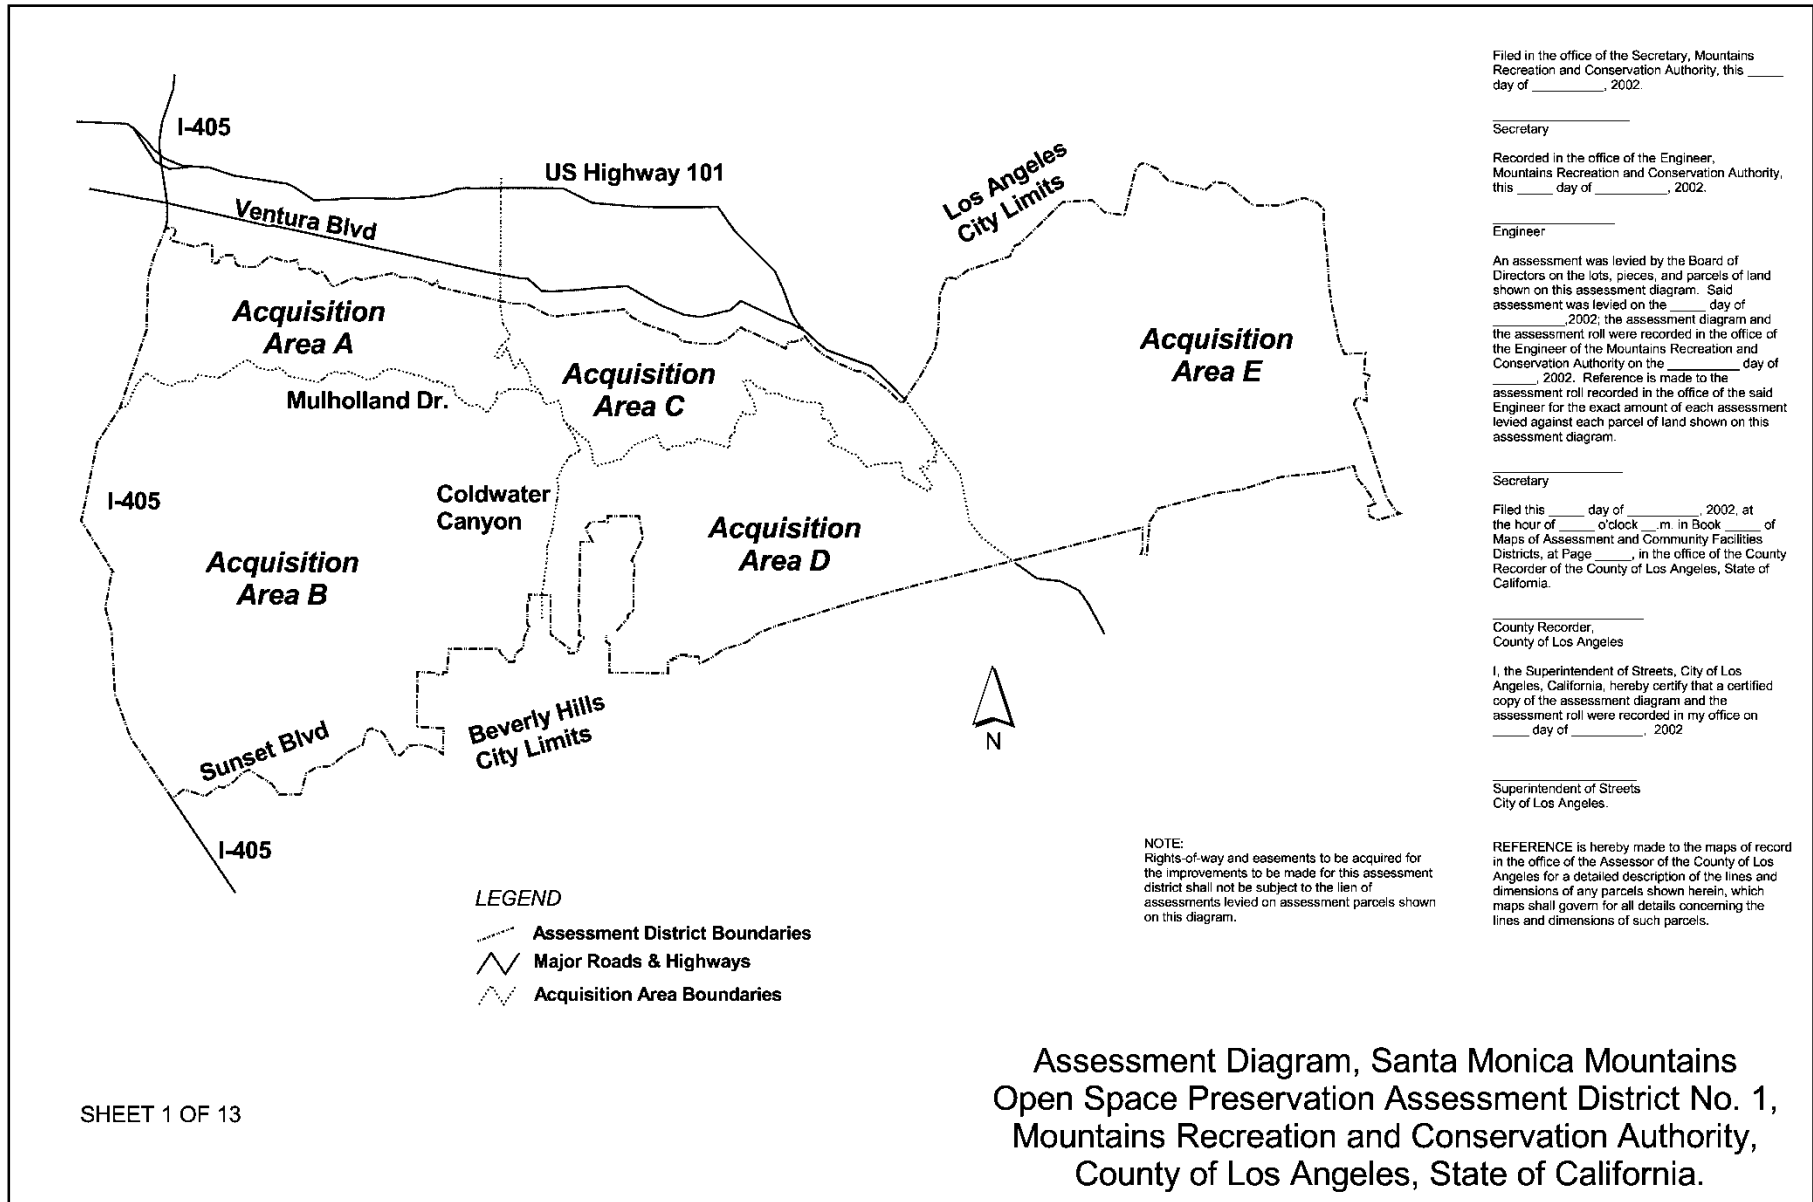 I-405
US Highway 101
Ventura Blvd
Los Angeles
City Limits
Acquisition
Area A
Acquisition
Area E
Acquisition
Area C
Mulholland Dr.
I-405
Coldwater
Canyon
Acquisition
Area D
Acquisition
Area B
Beverly Hills
City Limits
Sunset Blvd
I-405
N
LEGEND
Assessment District Boundaries
Major Roads & Highways
Acquisition Area Boundaries
NOTE:
Rights-of-way and easements to be acquired for
the improvements to be made for this assessment
district shall not be subject to the lien of
assessments levied on assessment parcels shown
on this diagram.
Filed in the office of the Secretary, Mountains
Recreation and Conservation Authority, this _____
day of __________, 2002.
Secretary
Recorded in the office of the Engineer,
Mountains Recreation and Conservation Authority,
this _____ day of __________, 2002.
Engineer
An assessment was levied by the Board of
Directors on the lots, pieces, and parcels of land
shown on this assessment diagram. Said
assessment was levied on the _____ day of
__________,2002; the assessment diagram and
the assessment roll were recorded in the office of
the Engineer of the Mountains Recreation and
Conservation Authority on the __________ day of
______, 2002. Reference is made to the
assessment roll recorded in the office of the said
Engineer for the exact amount of each assessment
levied against each parcel of land shown on this
assessment diagram.
Secretary
Filed this _____ day of __________, 2002, at
the hour of _____ o'clock __.m. in Book _____ of
Maps of Assessment and Community Facilities
Districts, at Page _____, in the office of the County
Recorder of the County of Los Angeles, State of
California.
County Recorder,
County of Los Angeles
I, the Superintendent of Streets, City of Los
Angeles, California, hereby certify that a certified
copy of the assessment diagram and the
assessment roll were recorded in my office on
_____ day of __________, 2002
Superintendent of Streets
City of Los Angeles.
REFERENCE is hereby made to the maps of record
in the office of the Assessor of the County of Los
Angeles for a detailed description of the lines and
dimensions of any parcels shown herein, which
maps shall govern for all details concerning the
lines and dimensions of such parcels.
SHEET 1 OF 13
Assessment Diagram, Santa Monica Mountains
Open Space Preservation Assessment District No. 1,
Mountains Recreation and Conservation Authority,
County of Los Angeles, State of California.